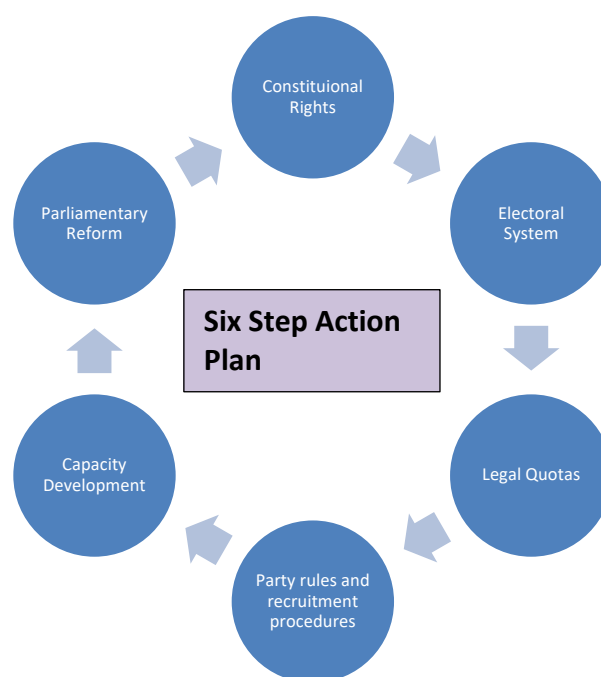 Constituional
Rights
Electoral
System
Legal Quotas
Party rules and
recruitment
procedures
Capacity
Development
Parliamentary
Reform
Six Step Action
Plan